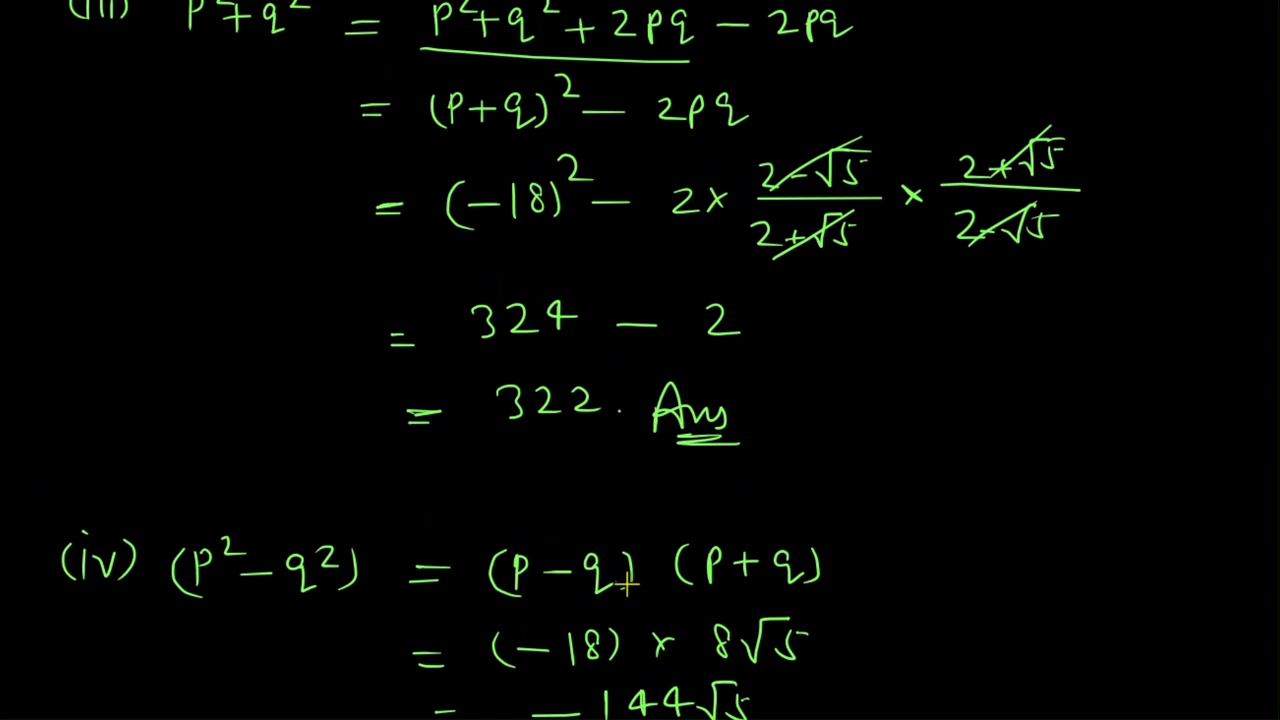 (iii) p²+q² = p²+q²+2pq – 2pq
= (p+q)² – 2pq
= (-18)² – 2 × 2-√5/2+√5 × 2+√5/2-√5
= 324 – 2
= 322. Ans
(iv) (p²-q²) = (p-q) (p+q)
= (-18) × 8√5
= -144√5